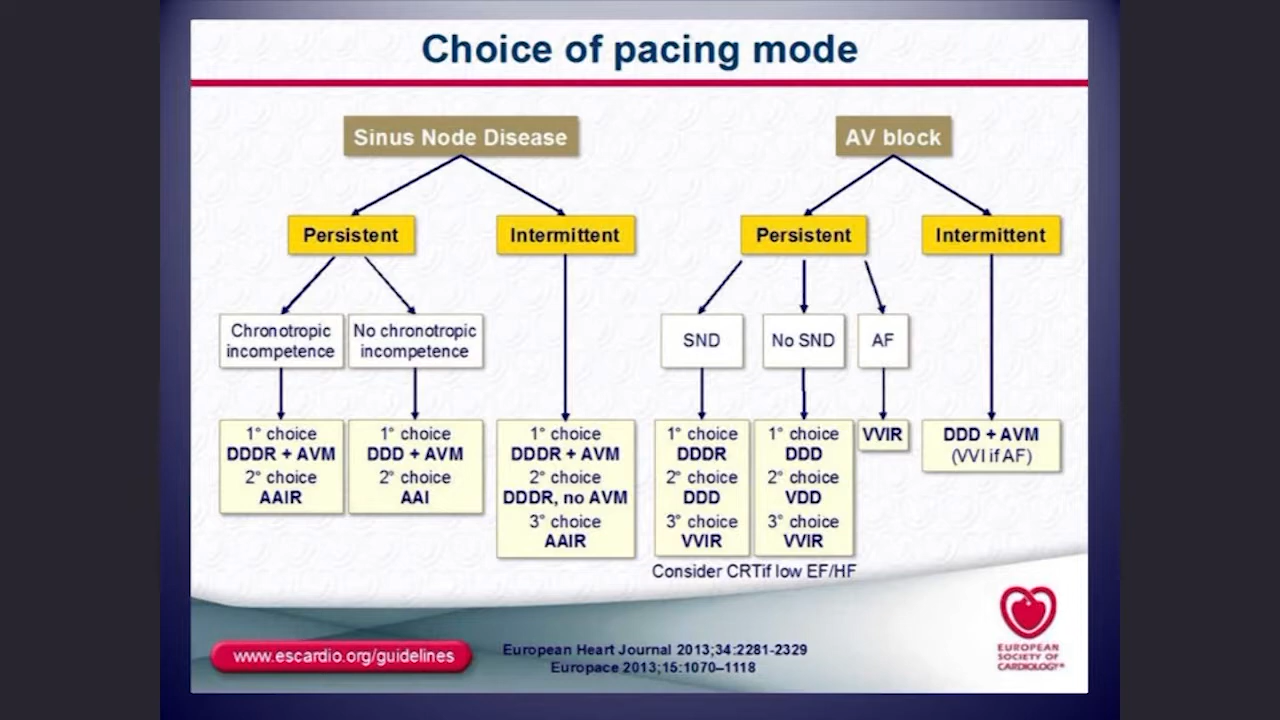 Choice of pacing mode
Sinus Node Disease
AV block
Persistent
Intermittent
Persistent
Intermittent
Chronotropic
incompetence
No chronotropic
incompetence
SND
No SND
AF
1° choice
DDDR + AVM
2° choice
AAIR
1° choice
DDD + AVM
2° choice
AAI
1° choice
DDDR + AVM
2° choice
DDDR, no AVM
3° choice
AAIR
1° choice
DDDR
2° choice
DDD
3° choice
VVIR
1° choice
DDD
2° choice
VDD
3° choice
VVIR
VVIR
DDD + AVM
(VVI if AF)
Consider CRTif low EF/HF
www.escardio.org/guidelines
European Heart Journal 2013;34:2281-2329
Europace 2013;15:1070–1118
EUROPEAN
SOCIETY OF
CARDIOLOGY®